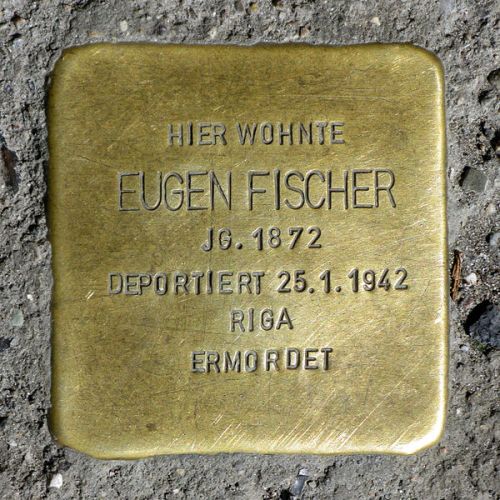 HIER WOHNTE
EUGEN FISCHER
JG. 1872
DEPORTIERT 25.1.1942
RIGA
ERMORDET